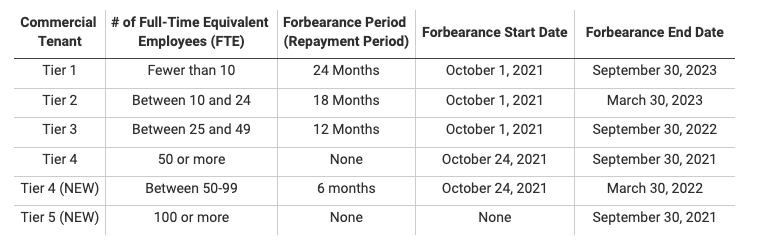 Commercial Tenant | # of Full-Time Equivalent Employees (FTE) | Forbearance Period (Repayment Period) | Forbearance Start Date | Forbearance End Date
Tier 1 | Fewer than 10 | 24 Months | October 1, 2021 | September 30, 2023
Tier 2 | Between 10 and 24 | 18 Months | October 1, 2021 | March 30, 2023
Tier 3 | Between 25 and 49 | 12 Months | October 1, 2021 | September 30, 2022
Tier 4 | 50 or more | None | October 24, 2021 | September 30, 2021
Tier 4 (NEW) | Between 50-99 | 6 months | October 24, 2021 | March 30, 2022
Tier 5 (NEW) | 100 or more | None | None | September 30, 2021